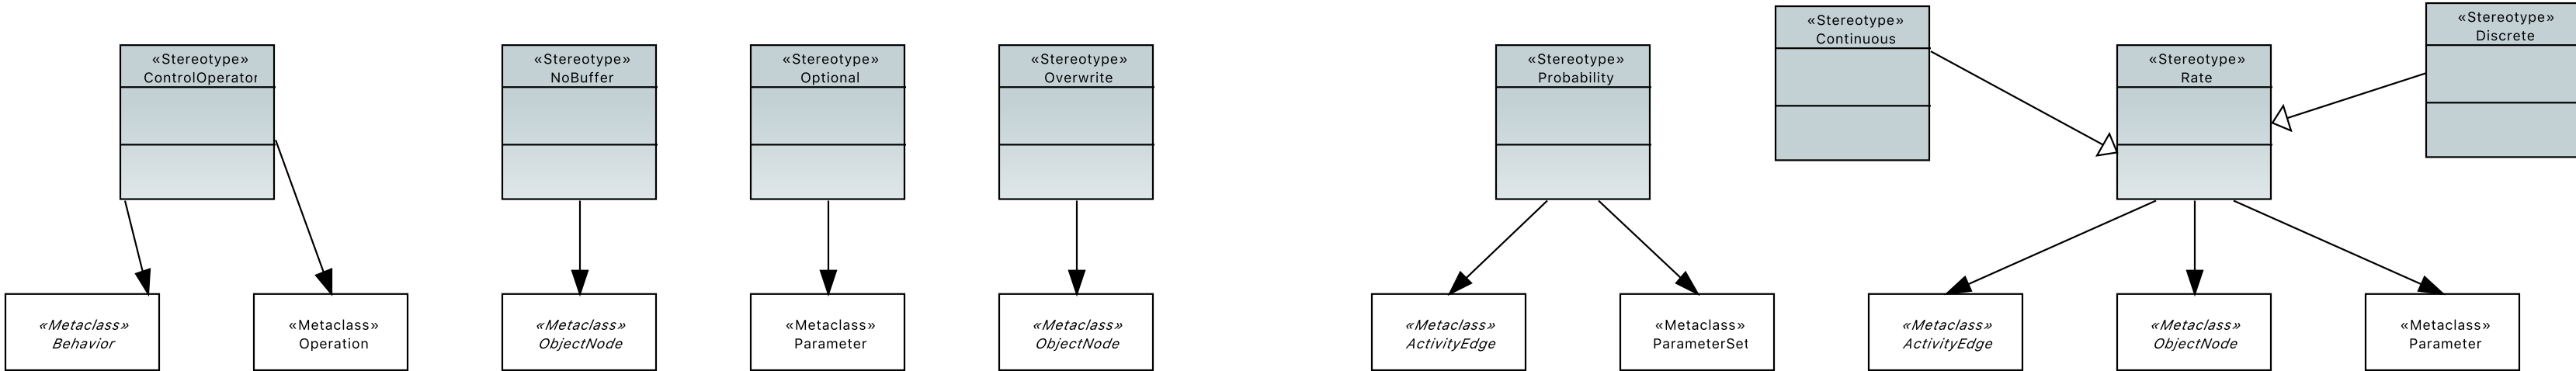 «Stereotype»
ControlOperator
«Stereotype»
NoBuffer
«Stereotype»
Optional
«Stereotype»
Overwrite
«Stereotype»
Probability
«Stereotype»
Continuous
«Stereotype»
Rate
«Stereotype»
Discrete
«Metaclass»
Behavior
«Metaclass»
Operation
«Metaclass»
ObjectNode
«Metaclass»
Parameter
«Metaclass»
ObjectNode
«Metaclass»
ActivityEdge
«Metaclass»
ParameterSet
«Metaclass»
ActivityEdge
«Metaclass»
ObjectNode
«Metaclass»
Parameter